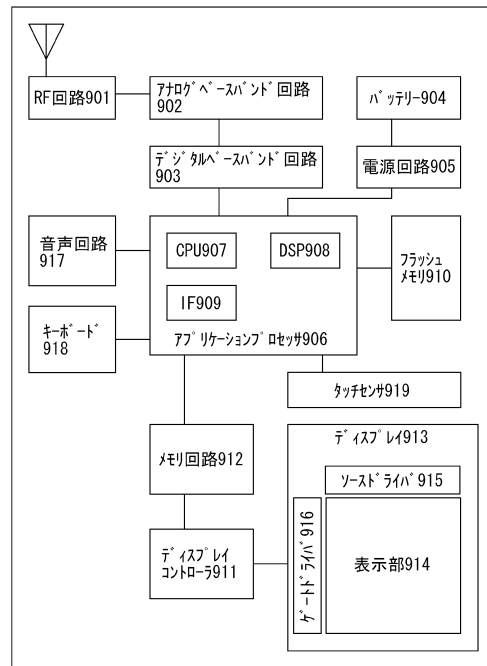 RF回路901
アナログベースバンド回路
902
バッテリー904
デジタルベースバンド回路
903
電源回路905
音声回路
917
CPU907
DSP908
フラッシュ
メモリ910
IF909
キーボード
918
アプリケーションプロセッサ906
タッチセンサ919
メモリ回路912
ディスプレイ913
ソースドライバ915
ゲートドライバ916
表示部914
ディスプレイ
コントローラ911